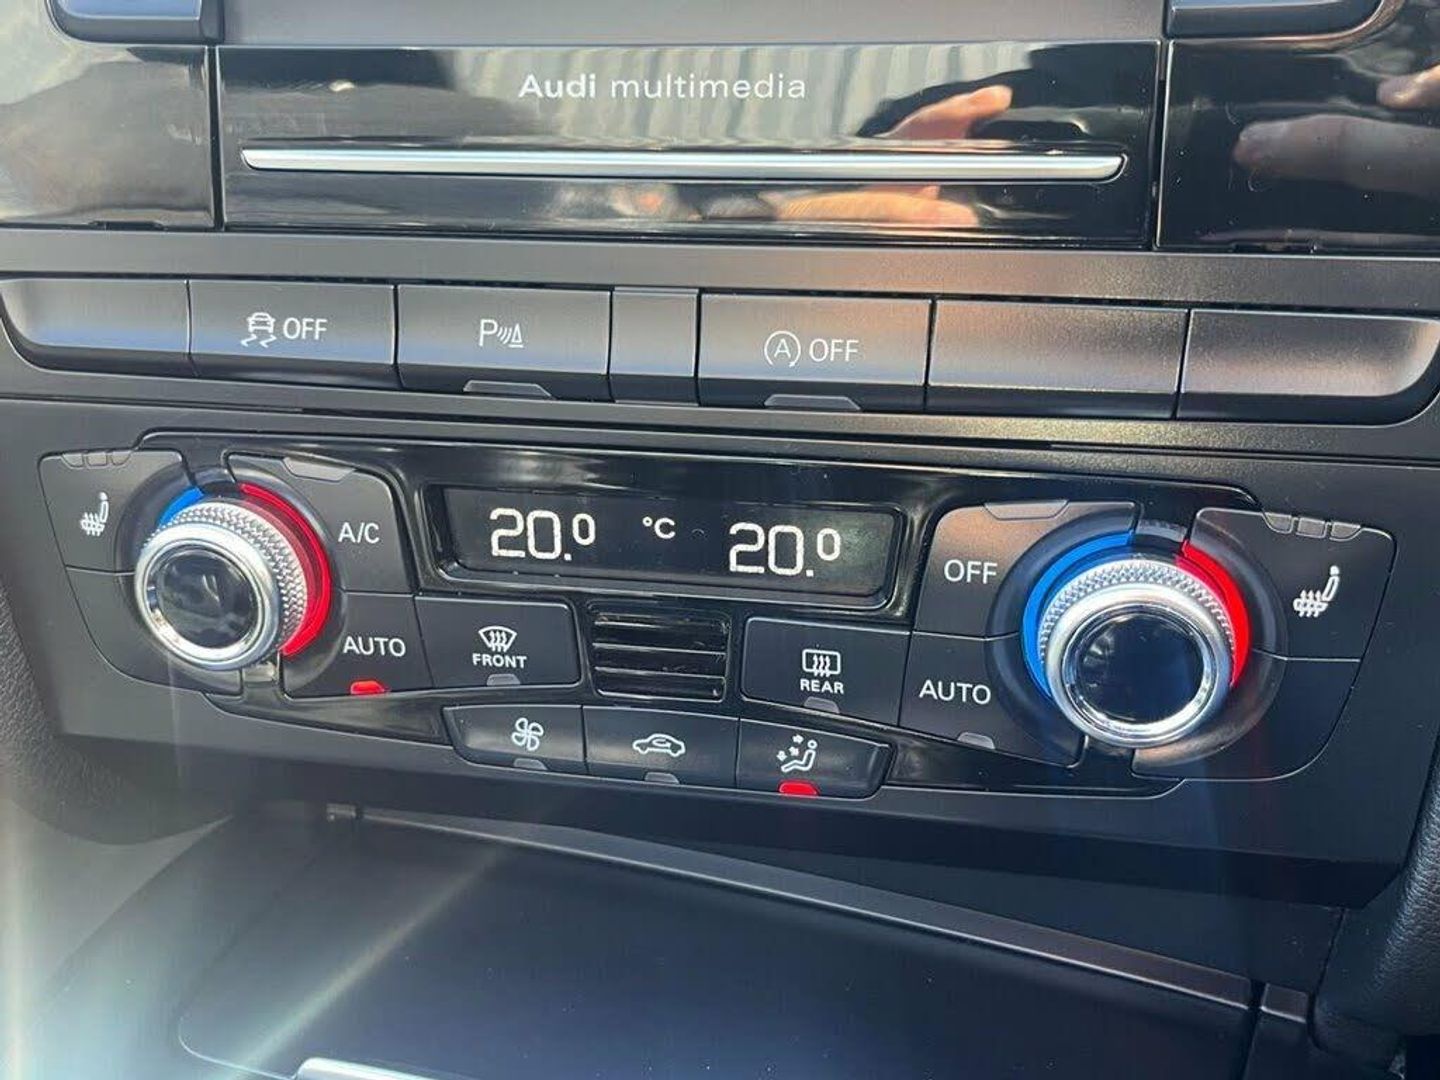 Audi multimedia
OFF P A OFF
A/C 20.0 °C 20.0 OFF
AUTO FRONT REAR AUTO